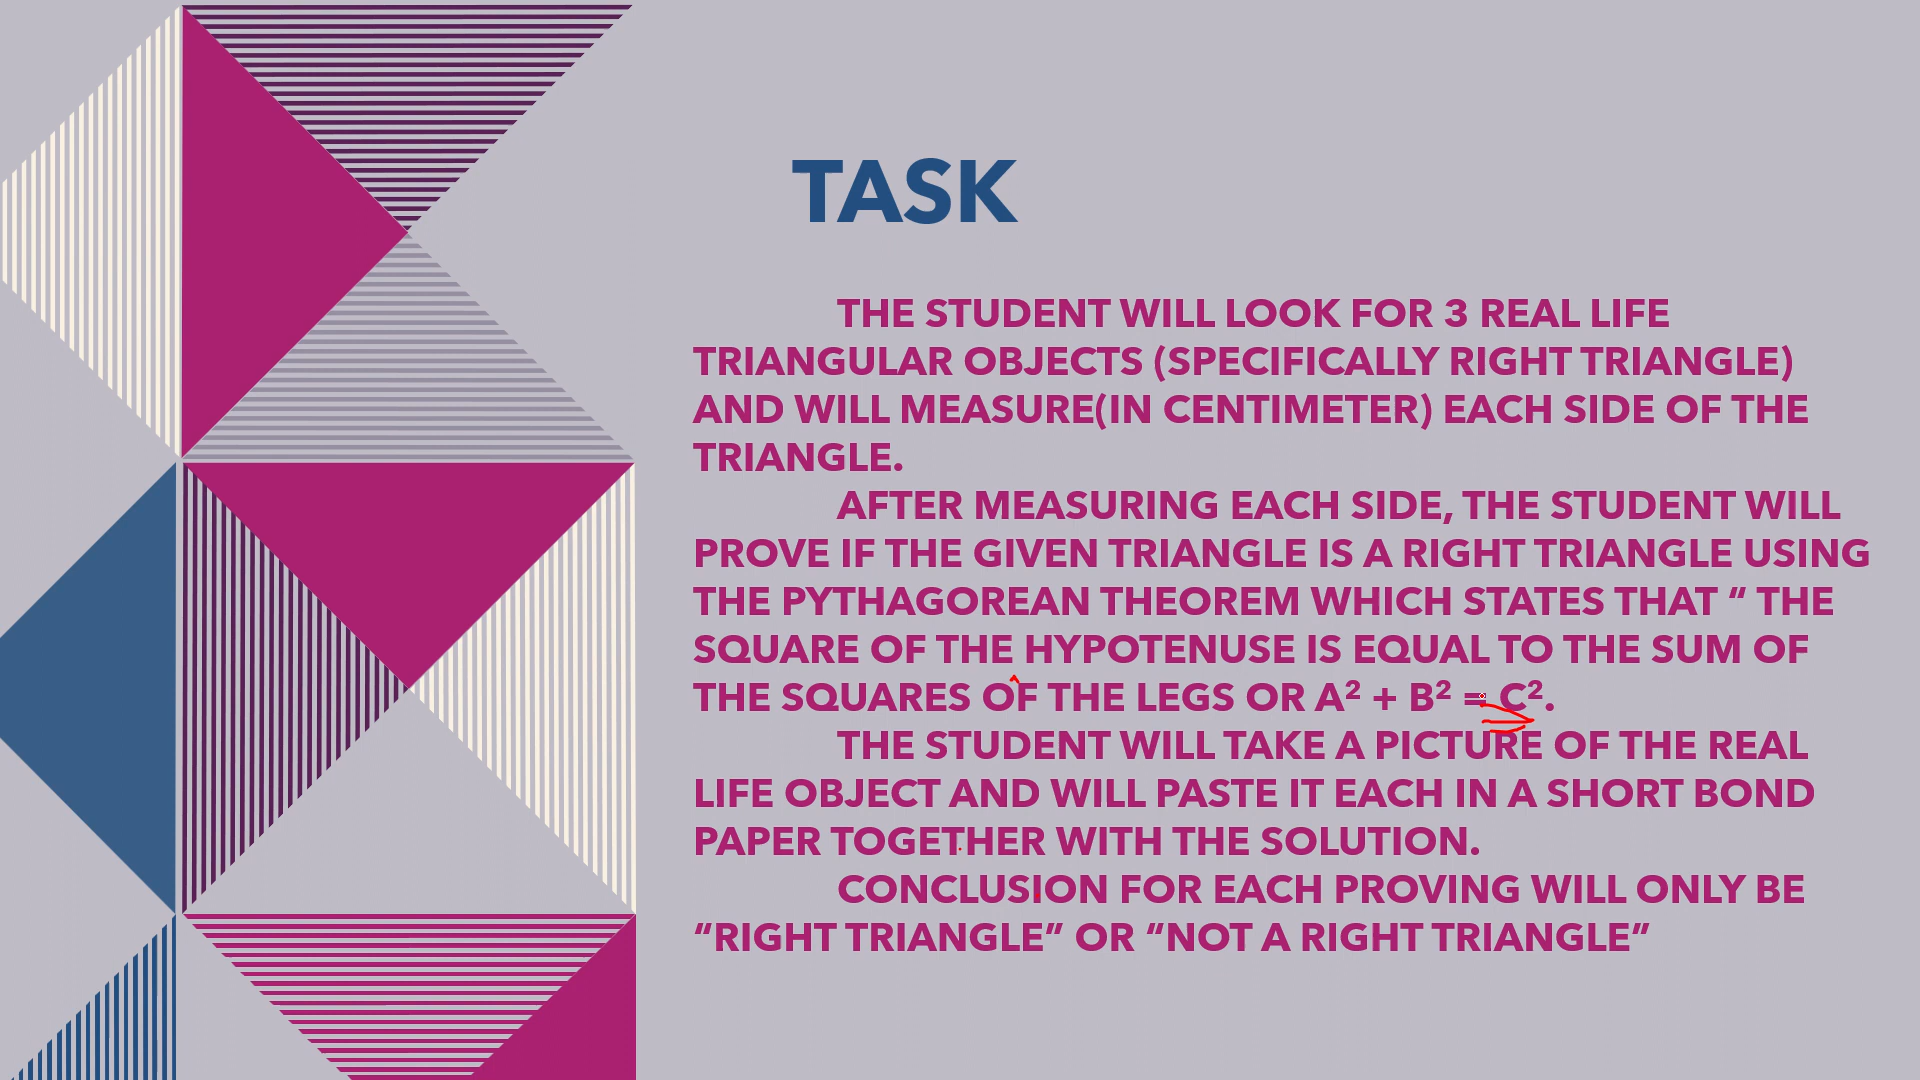 TASK
THE STUDENT WILL LOOK FOR 3 REAL LIFE
TRIANGULAR OBJECTS (SPECIFICALLY RIGHT TRIANGLE)
AND WILL MEASURE(IN CENTIMETER) EACH SIDE OF THE
TRIANGLE.
AFTER MEASURING EACH SIDE, THE STUDENT WILL
PROVE IF THE GIVEN TRIANGLE IS A RIGHT TRIANGLE USING
THE PYTHAGOREAN THEOREM WHICH STATES THAT “ THE
SQUARE OF THE HYPOTENUSE IS EQUAL TO THE SUM OF
THE SQUARES OF THE LEGS OR A² + B² = C².
THE STUDENT WILL TAKE A PICTURE OF THE REAL
LIFE OBJECT AND WILL PASTE IT EACH IN A SHORT BOND
PAPER TOGETHER WITH THE SOLUTION.
CONCLUSION FOR EACH PROVING WILL ONLY BE
“RIGHT TRIANGLE” OR “NOT A RIGHT TRIANGLE”